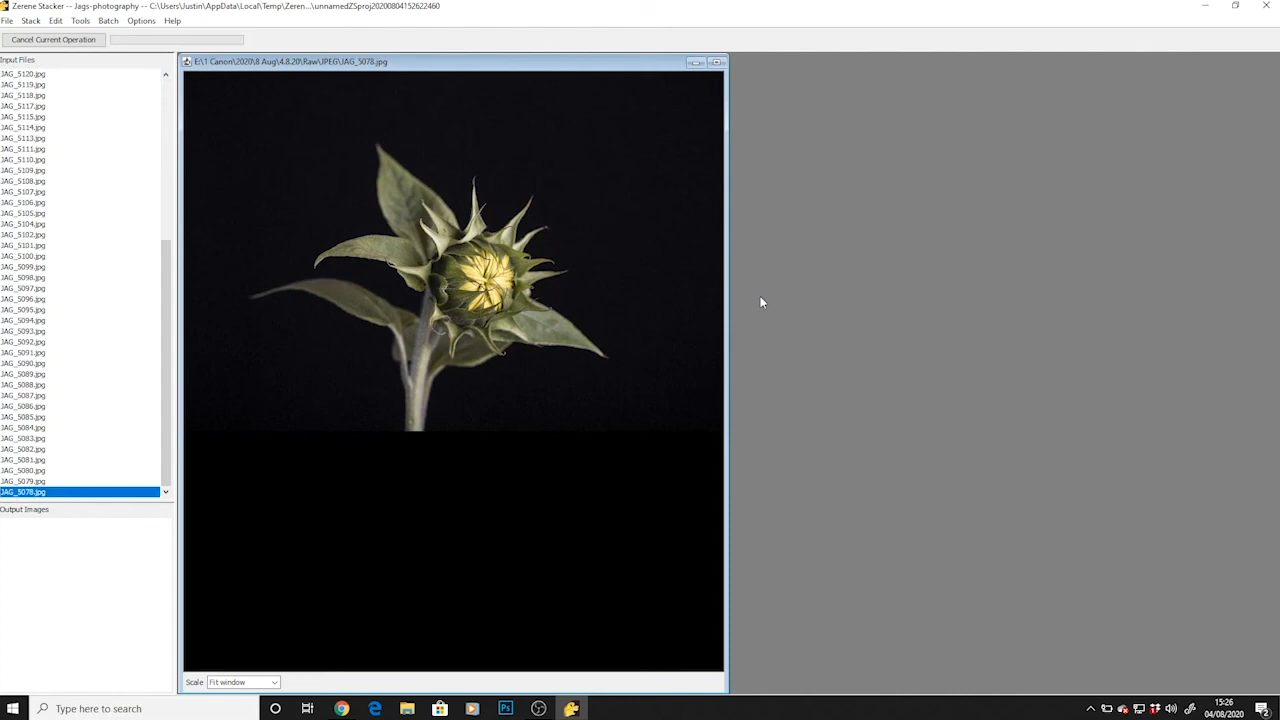 Zerene Stacker -- Jags-photography -- C:\Users\Justin\AppData\Local\Temp\Zeren...\unnamedZSproj20200804152622460
File Stack Edit Tools Batch Options Help
Cancel Current Operation
Input Files
JAG_5120.jpg
JAG_5119.jpg
JAG_5118.jpg
JAG_5117.jpg
JAG_5115.jpg
JAG_5114.jpg
JAG_5113.jpg
JAG_5111.jpg
JAG_5110.jpg
JAG_5109.jpg
JAG_5108.jpg
JAG_5107.jpg
JAG_5106.jpg
JAG_5105.jpg
JAG_5104.jpg
JAG_5102.jpg
JAG_5101.jpg
JAG_5100.jpg
JAG_5099.jpg
JAG_5098.jpg
JAG_5097.jpg
JAG_5096.jpg
JAG_5095.jpg
JAG_5094.jpg
JAG_5093.jpg
JAG_5092.jpg
JAG_5091.jpg
JAG_5090.jpg
JAG_5089.jpg
JAG_5088.jpg
JAG_5087.jpg
JAG_5086.jpg
JAG_5085.jpg
JAG_5084.jpg
JAG_5083.jpg
JAG_5082.jpg
JAG_5081.jpg
JAG_5080.jpg
JAG_5079.jpg
JAG_5078.jpg
Output Images
E:\1 Canon\2020\8 Aug\4.8.20\Raw\JPEG\JAG_5078.jpg
Scale Fit window
Type here to search
Ps
15:26
04/08/2020
2